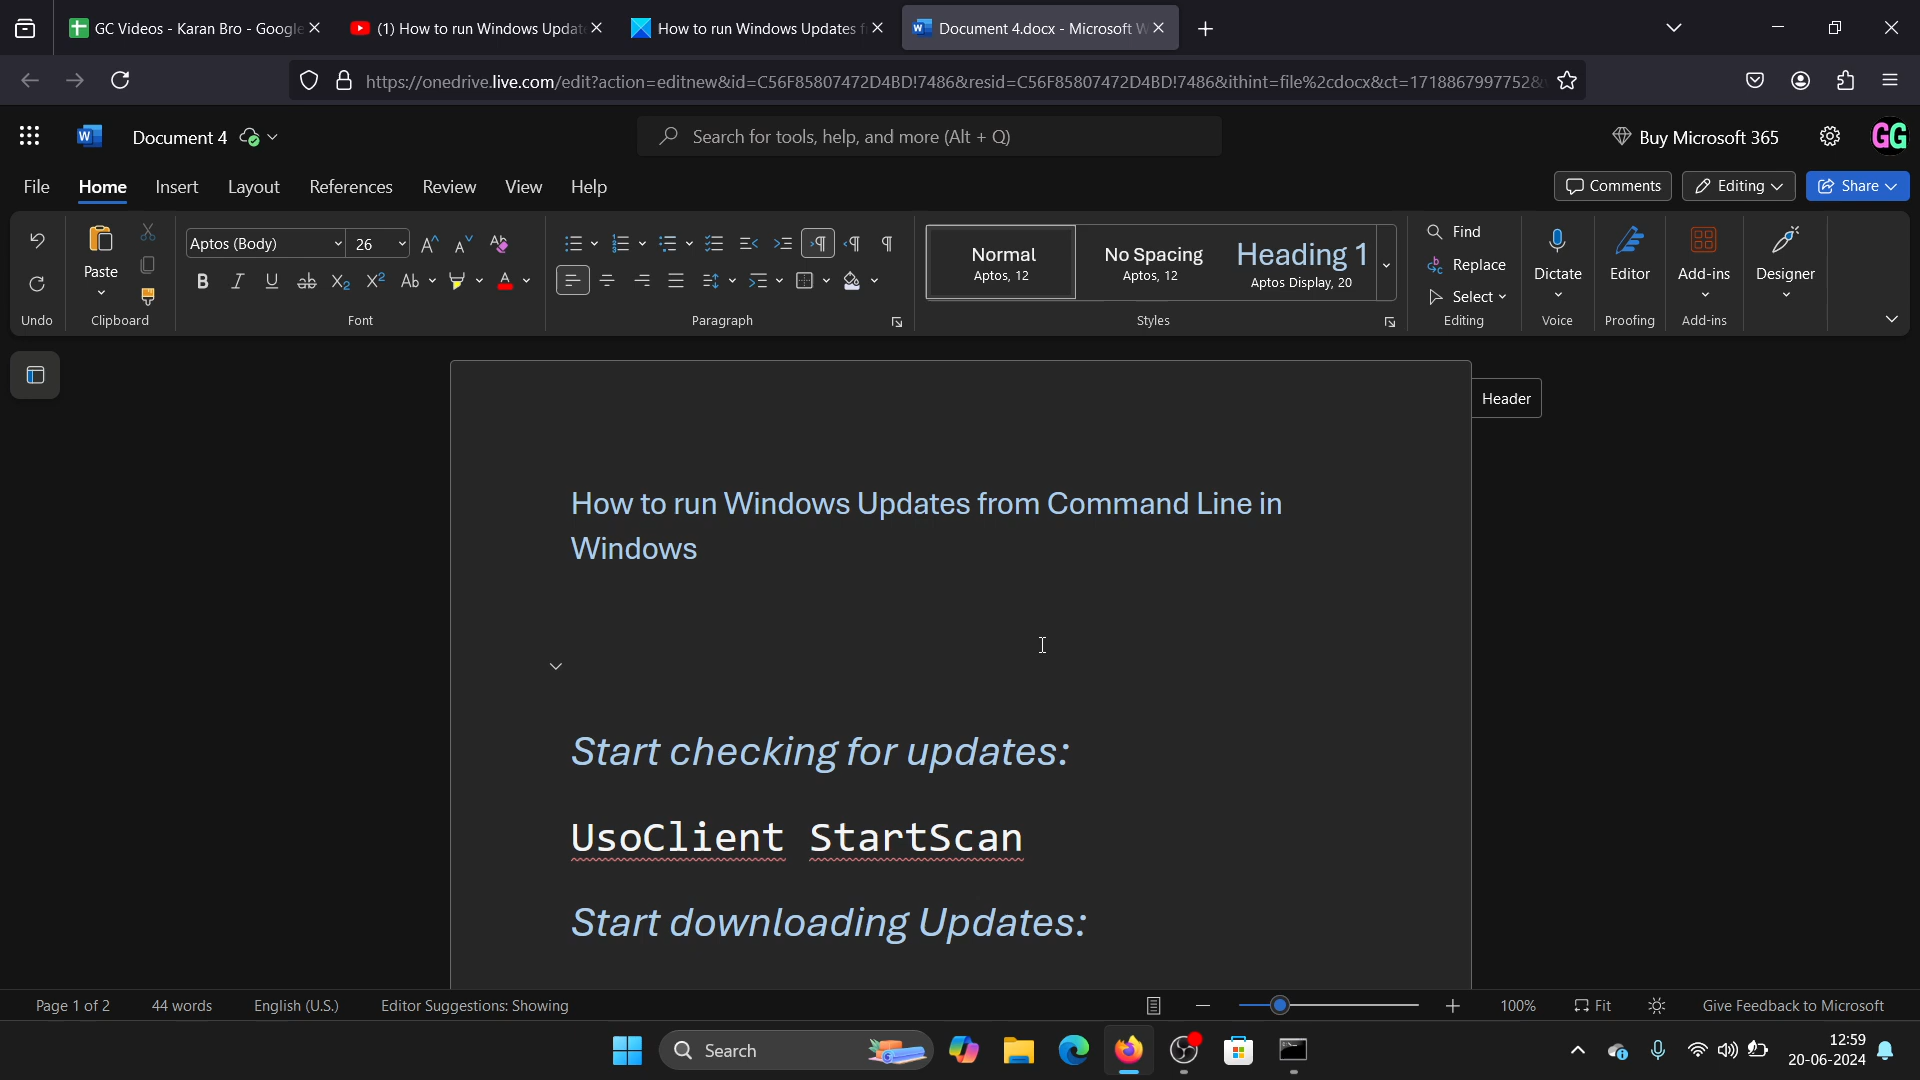 GC Videos - Karan Bro - Google
(1) How to run Windows Updat
How to run Windows Updates f
Document 4.docx - Microsoft W
https://onedrive.live.com/edit?action=editnew&id=C56F85807472D4BD!7486&resid=C56F85807472D4BD!7486&ithint=file%2cdocx&ct=1718867997752&
Document 4
Search for tools, help, and more (Alt + Q)
Buy Microsoft 365
GG
File Home Insert Layout References Review View Help
Comments Editing Share
Paste
Undo
Clipboard
Aptos (Body) 26
Font
Paragraph
Normal
Aptos, 12
No Spacing
Aptos, 12
Heading 1
Aptos Display, 20
Styles
Find
Replace
Select
Editing
Dictate
Voice
Editor
Proofing
Add-ins
Add-ins
Designer
Header
How to run Windows Updates from Command Line in
Windows
Start checking for updates:
UsoClient StartScan
Start downloading Updates:
Page 1 of 2 44 words English (U.S.) Editor Suggestions: Showing
100% Fit Give Feedback to Microsoft
Search
12:59
20-06-2024